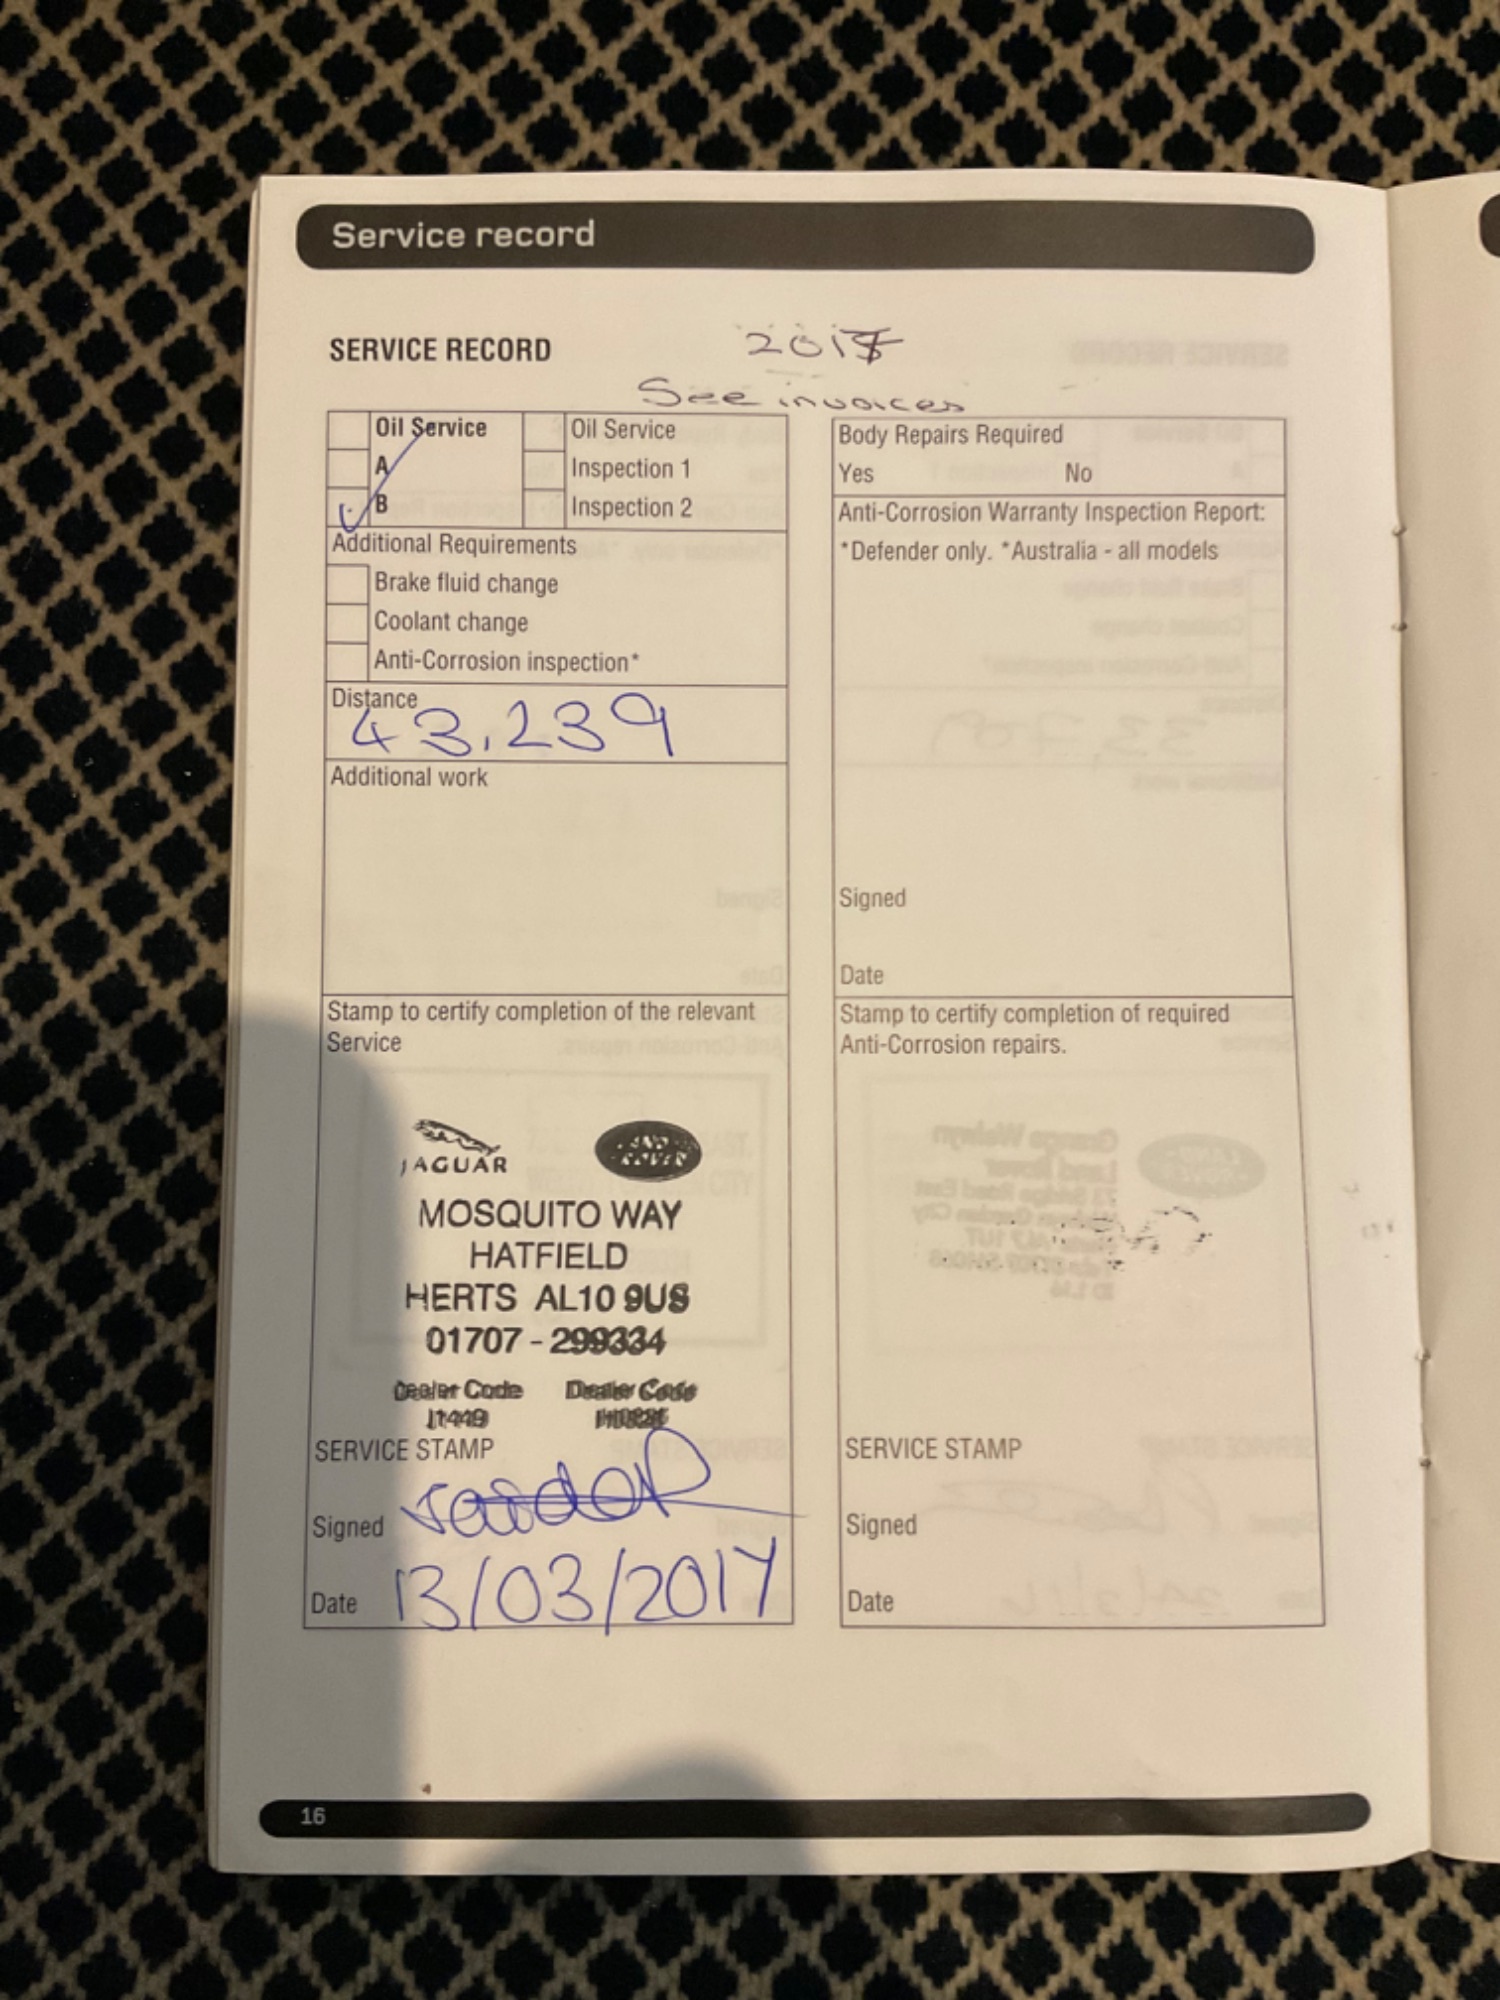 Service record
SERVICE RECORD
2017
See invoices
Oil Service
A
B
Oil Service
Inspection 1
Inspection 2
Additional Requirements
Brake fluid change
Coolant change
Anti-Corrosion inspection*
Distance
43,239
Additional work
Stamp to certify completion of the relevant
Service
JAGUAR
LAND
ROVER
MOSQUITO WAY
HATFIELD
HERTS AL10 9US
01707 - 299334
Dealer Code Dealer Code
J1449
SERVICE STAMP
Signed
Date 13/03/2017
Body Repairs Required
Yes No
Anti-Corrosion Warranty Inspection Report:
*Defender only. *Australia - all models
Signed
Date
Stamp to certify completion of required
Anti-Corrosion repairs.
SERVICE STAMP
Signed
Date
16